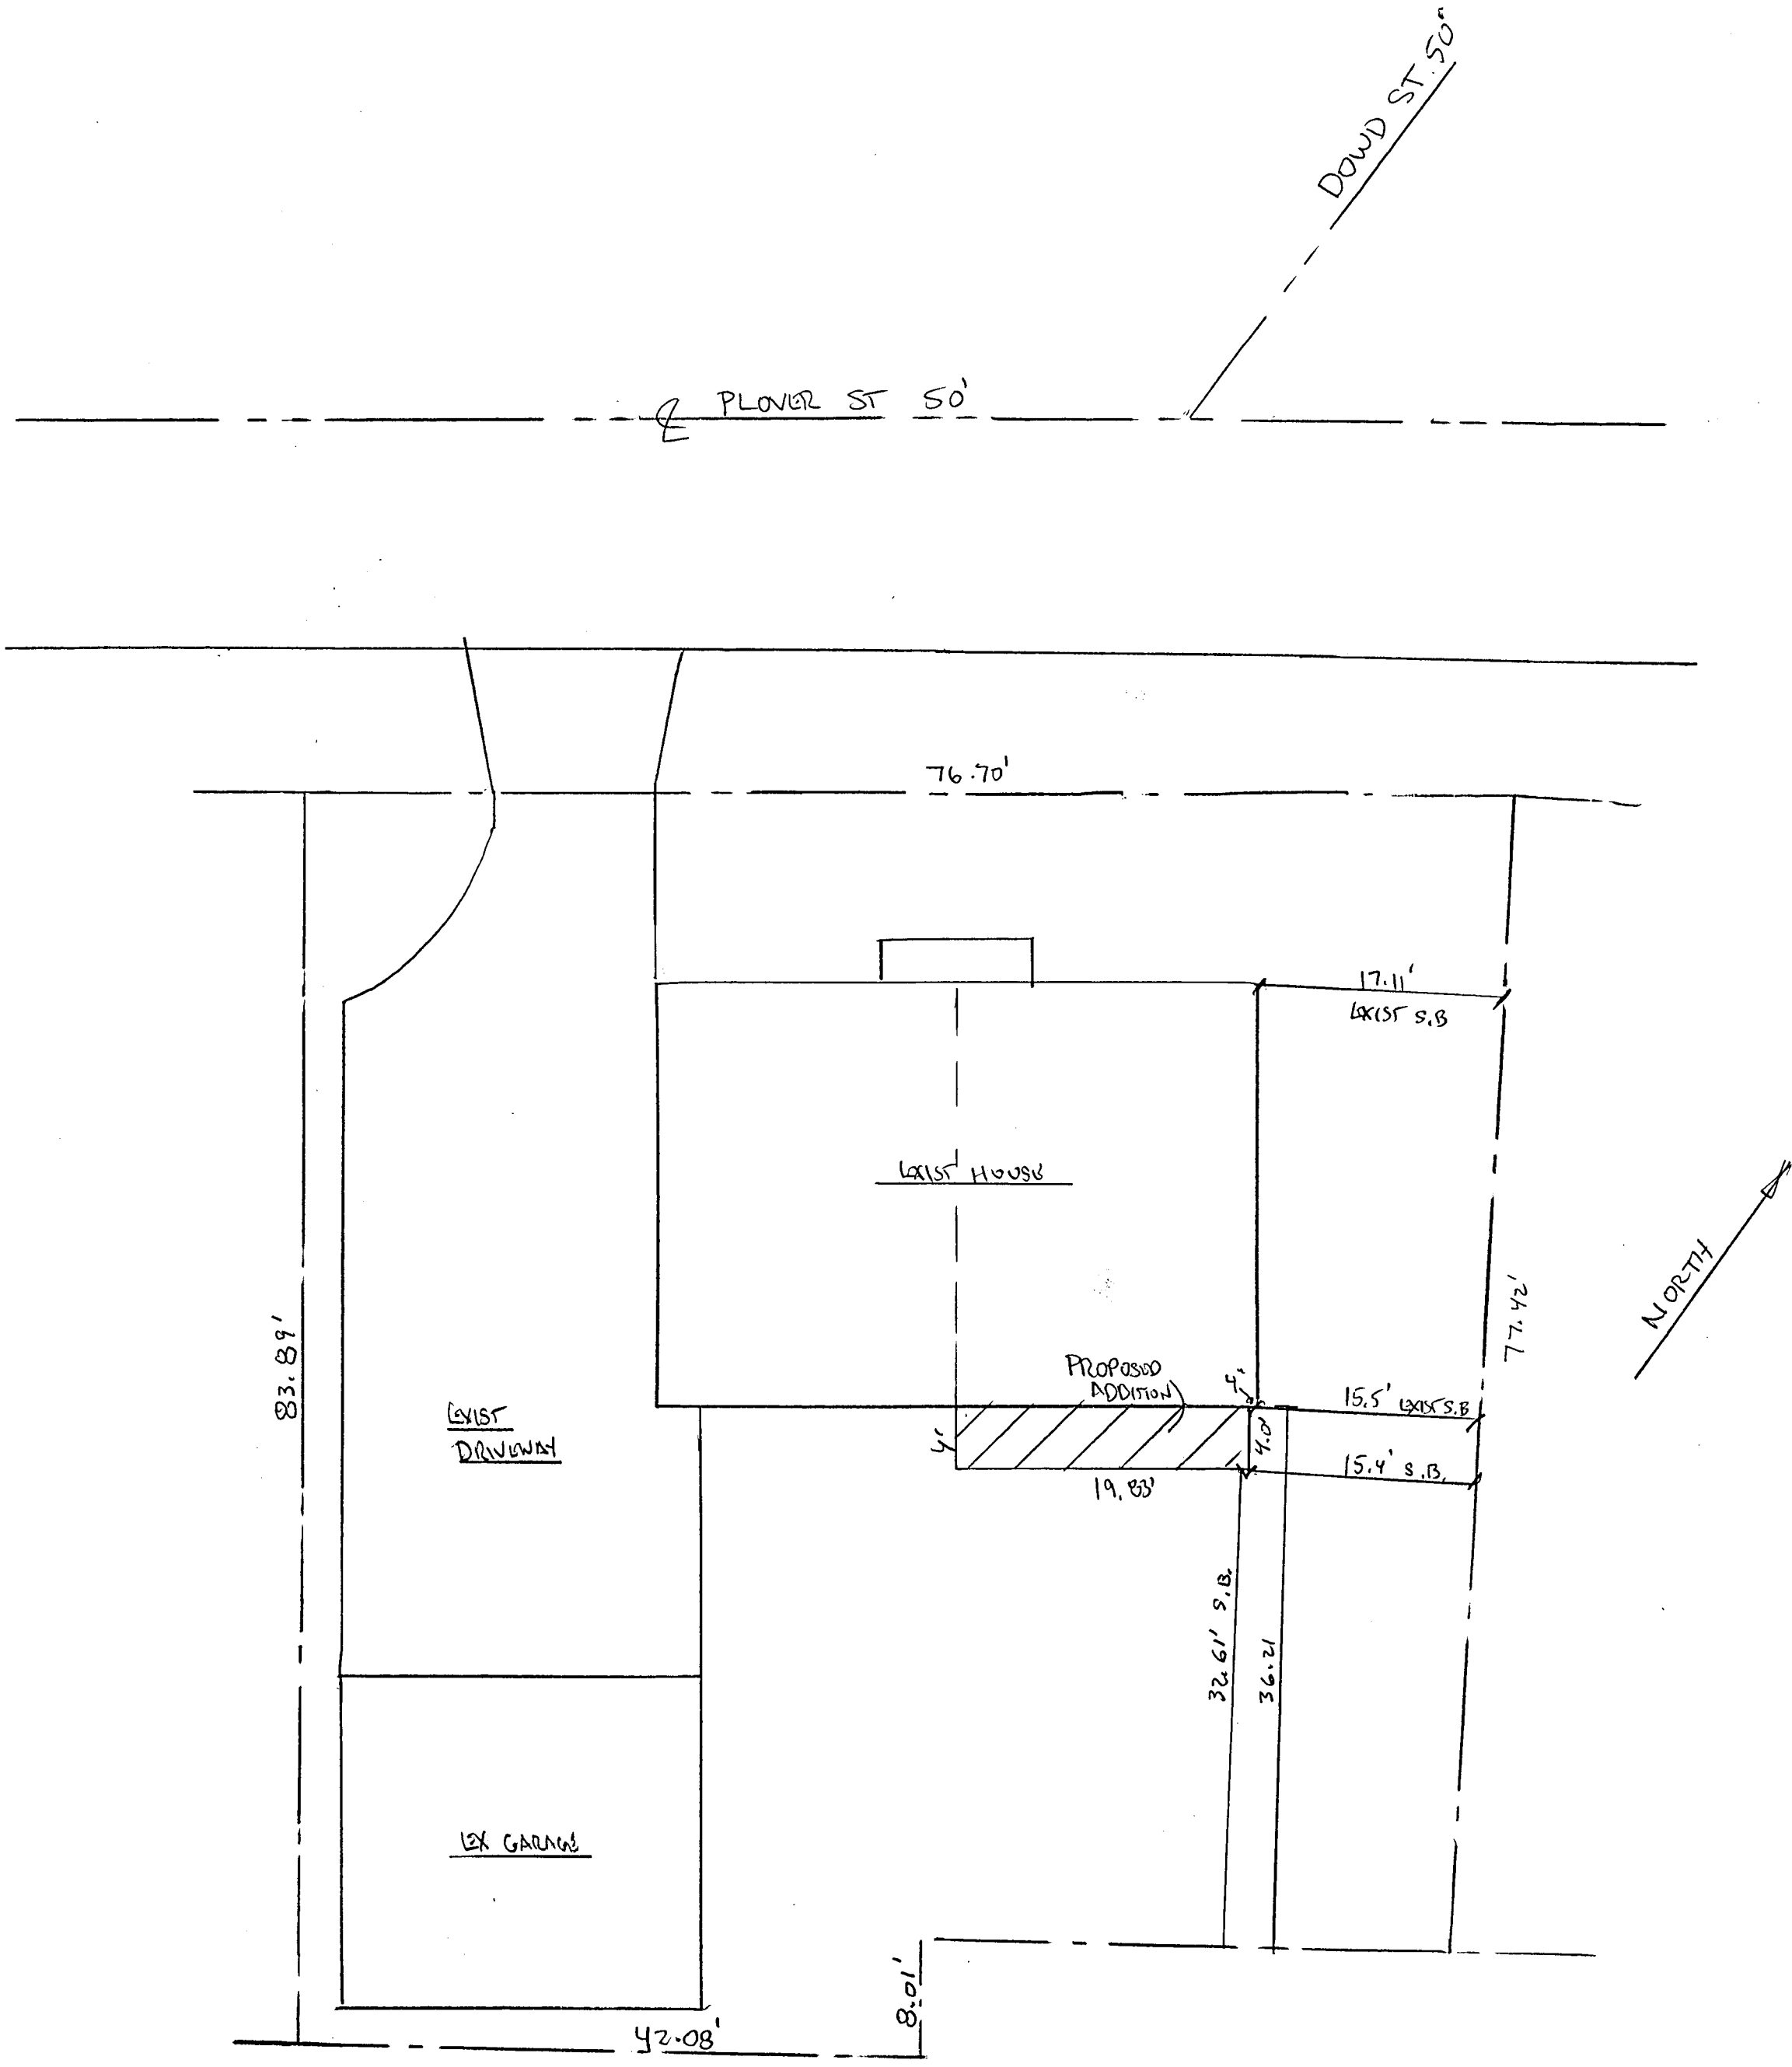 DOWD ST. 50'
℄ PLOVER ST 50'
76.70'
17.11'
EXIST S.B
EXIST HOUSE
NORTH
77.42'
83.89'
PROPOSED
ADDITION
4"
15.5' EXIST S.B
EXIST
DRIVEWAY
4'
4.0'
15.4' S.B.
19.83'
32.61' S.B.
36.21
EX GARAGE
8.01'
42.08'